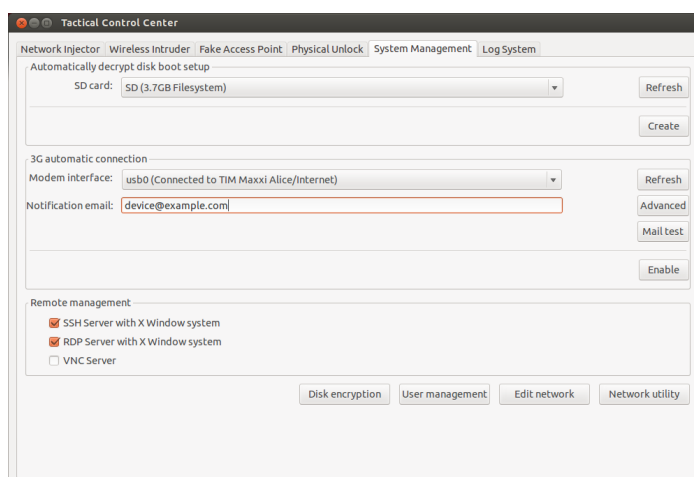 Tactical Control Center
Network Injector Wireless Intruder Fake Access Point Physical Unlock System Management Log System
Automatically decrypt disk boot setup
SD card: SD (3.7GB Filesystem) Refresh
Create
3G automatic connection
Modem interface: usb0 (Connected to TIM Maxxi Alice/Internet) Refresh
Notification email: device@example.com Advanced
Mail test
Enable
Remote management
SSH Server with X Window system
RDP Server with X Window system
VNC Server
Disk encryption User management Edit network Network utility